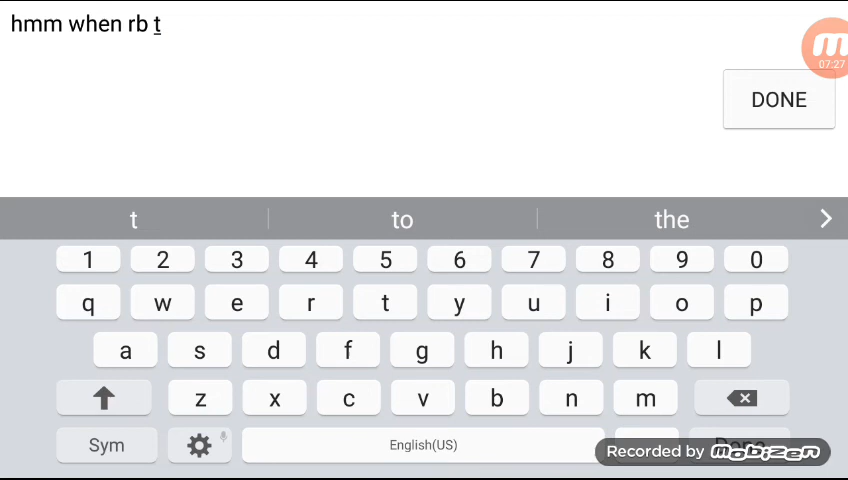 hmm when rb t
07:27
DONE
t to the
1 2 3 4 5 6 7 8 9 0
q w e r t y u i o p
a s d f g h j k l
z x c v b n m
Sym English(US) Done
Recorded by mobizen